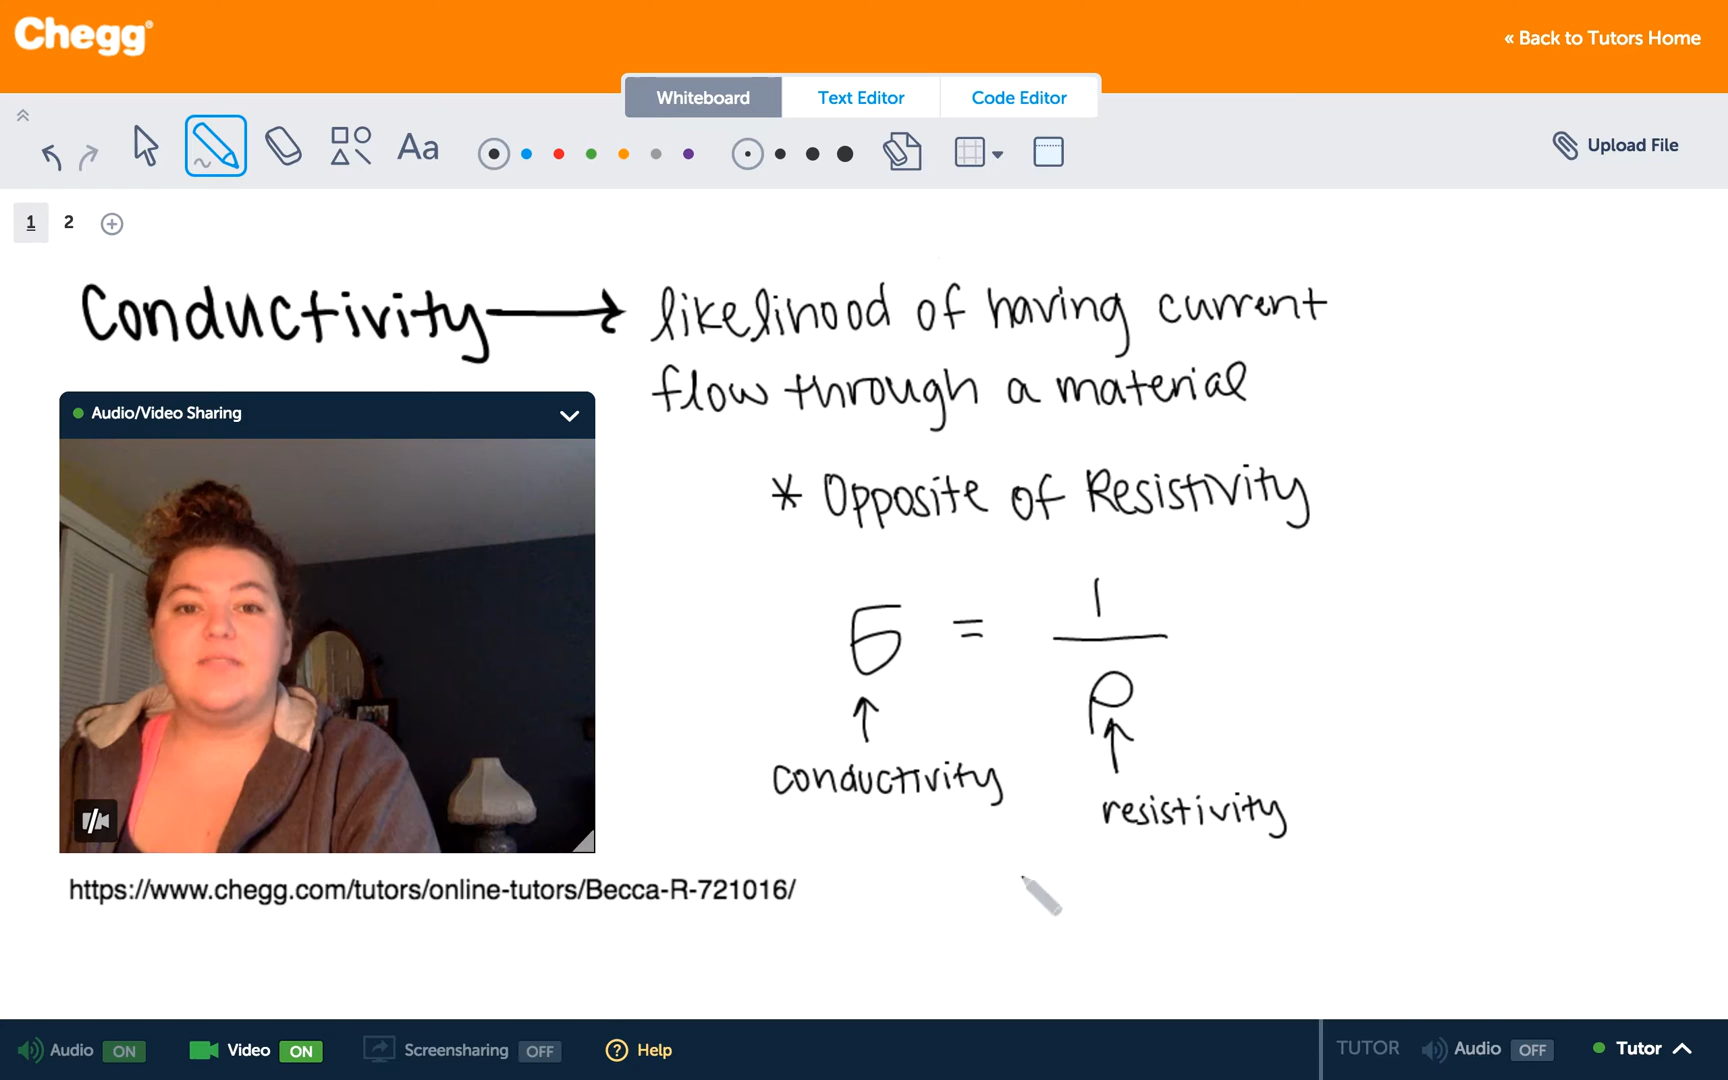 Chegg
« Back to Tutors Home
Whiteboard
Text Editor
Code Editor
Aa
Upload File
1
2
Conductivity → likelihood of having current
flow through a material
Audio/Video Sharing
* Opposite of Resistivity
σ = 1/ρ
↑ conductivity
↑ resistivity
https://www.chegg.com/tutors/online-tutors/Becca-R-721016/
Audio ON
Video ON
Screensharing OFF
? Help
TUTOR
Audio OFF
Tutor